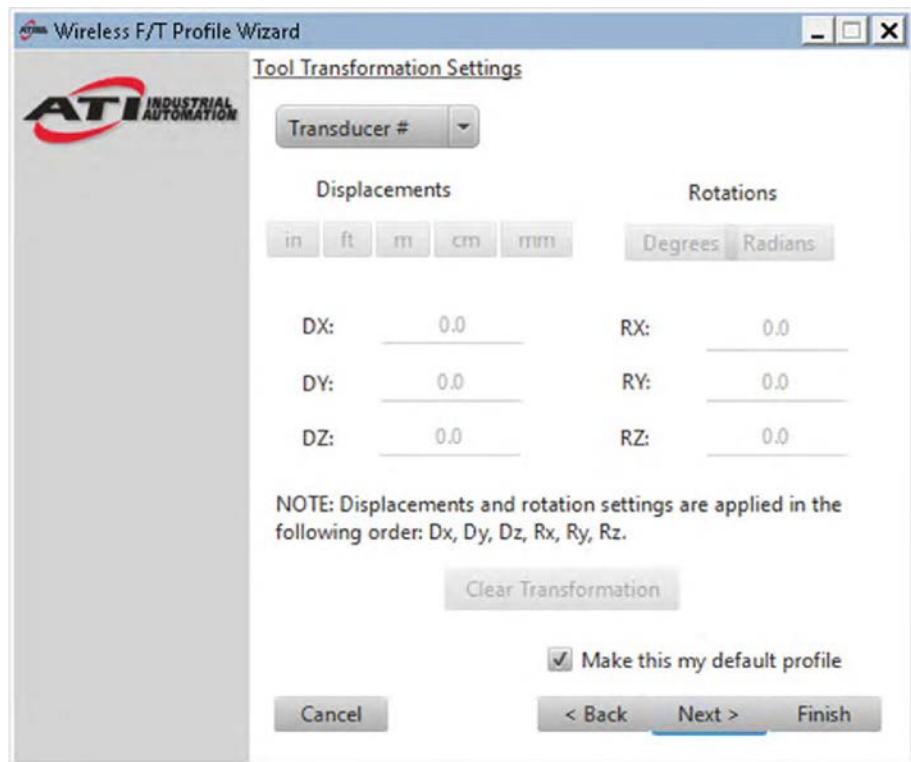 Wireless F/T Profile Wizard
ATI INDUSTRIAL AUTOMATION
Tool Transformation Settings
Transducer #
Displacements
Rotations
in ft m cm mm
Degrees Radians
DX: 0.0 RX: 0.0
DY: 0.0 RY: 0.0
DZ: 0.0 RZ: 0.0
NOTE: Displacements and rotation settings are applied in the
following order: Dx, Dy, Dz, Rx, Ry, Rz.
Clear Transformation
Make this my default profile
Cancel < Back Next > Finish